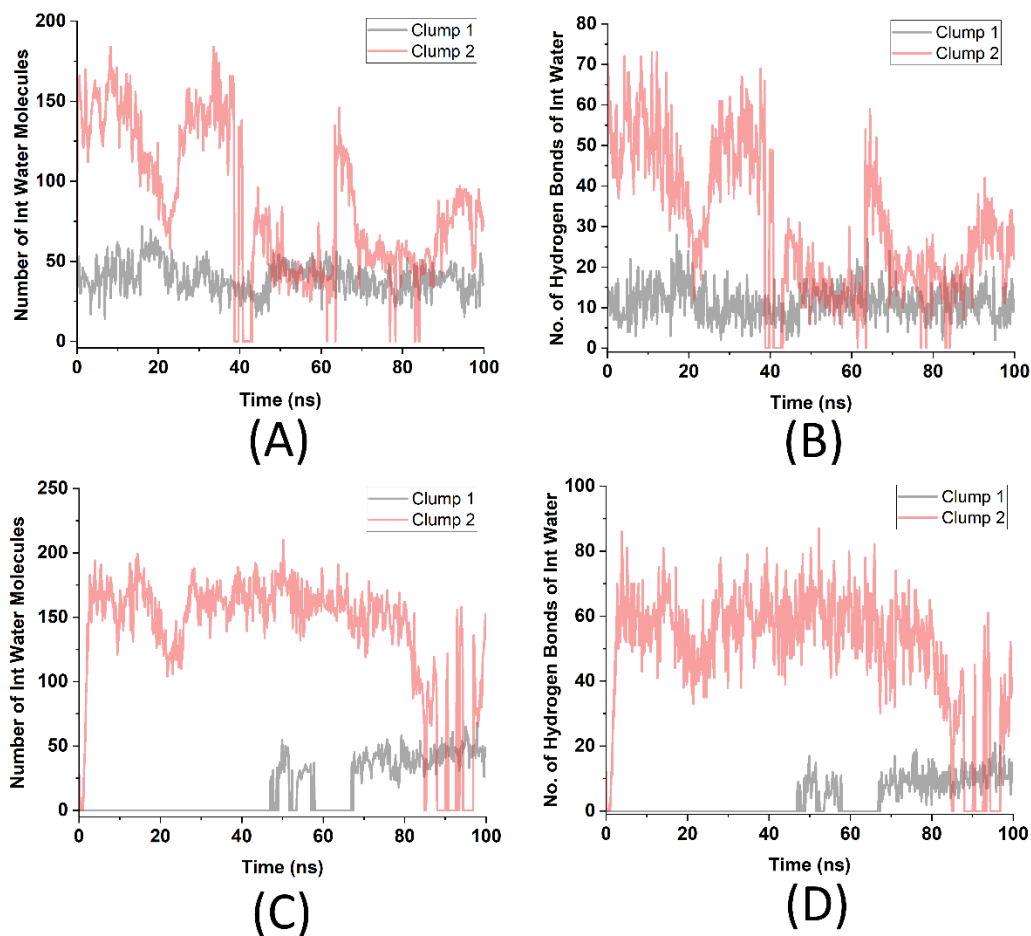 Number of Int Water Molecules
200
150
100
50
0
0 20 40 60 80 100
Time (ns)
Clump 1
Clump 2
(A)
No. of Hydrogen Bonds of Int Water
80
70
60
50
40
30
20
10
0
0 20 40 60 80 100
Time (ns)
Clump 1
Clump 2
(B)
Number of Int Water Molecules
250
200
150
100
50
0
0 20 40 60 80 100
Time (ns)
Clump 1
Clump 2
(C)
No. of Hydrogen Bonds of Int Water
100
80
60
40
20
0
0 20 40 60 80 100
Time (ns)
Clump 1
Clump 2
(D)